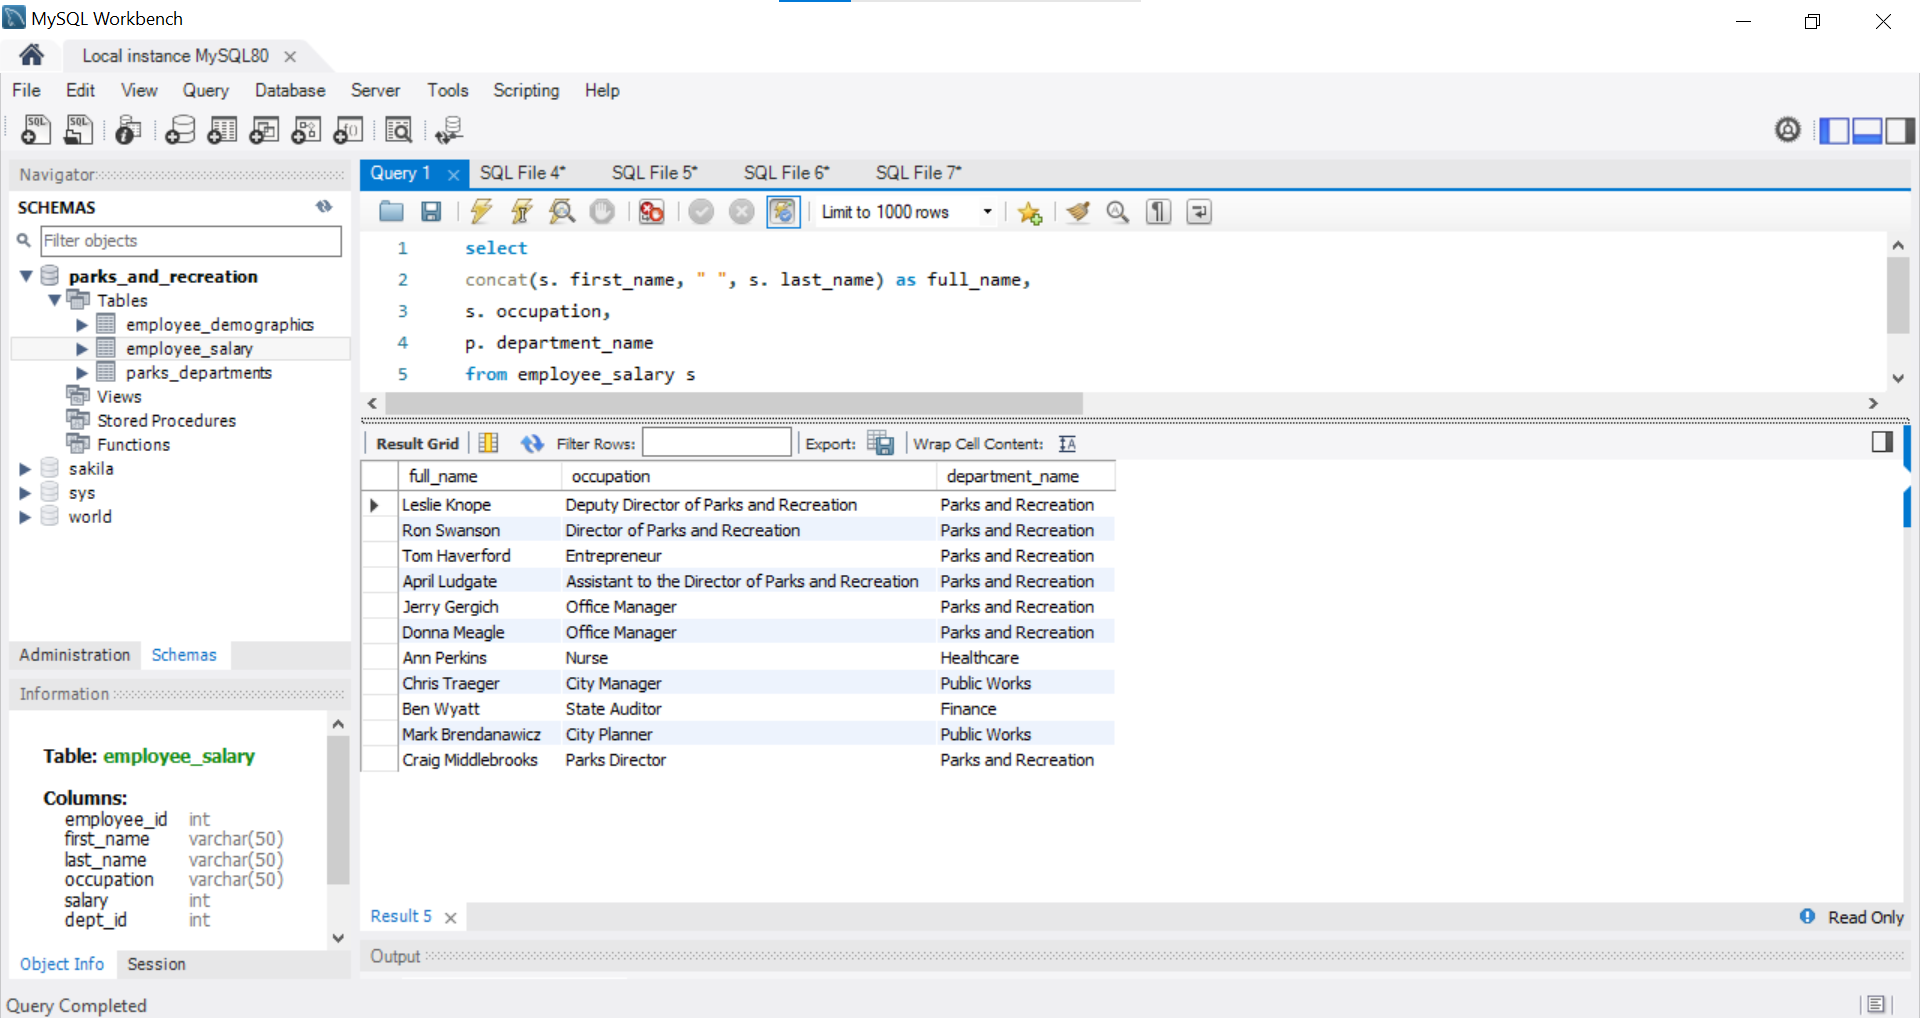 MySQL Workbench
Local instance MySQL80
File Edit View Query Database Server Tools Scripting Help
SQL SQL
Navigator
SCHEMAS
Filter objects
parks_and_recreation
Tables
employee_demographics
employee_salary
parks_departments
Views
Stored Procedures
Functions
sakila
sys
world
Administration Schemas
Information
Table: employee_salary
Columns:
employee_id int
first_name varchar(50)
last_name varchar(50)
occupation varchar(50)
salary int
dept_id int
Object Info Session
Query 1 SQL File 4* SQL File 5* SQL File 6* SQL File 7*
Limit to 1000 rows
1 select
2 concat(s. first_name, " ", s. last_name) as full_name,
3 s. occupation,
4 p. department_name
5 from employee_salary s
Result Grid Filter Rows: Export: Wrap Cell Content:
full_name occupation department_name
Leslie Knope Deputy Director of Parks and Recreation Parks and Recreation
Ron Swanson Director of Parks and Recreation Parks and Recreation
Tom Haverford Entrepreneur Parks and Recreation
April Ludgate Assistant to the Director of Parks and Recreation Parks and Recreation
Jerry Gergich Office Manager Parks and Recreation
Donna Meagle Office Manager Parks and Recreation
Ann Perkins Nurse Healthcare
Chris Traeger City Manager Public Works
Ben Wyatt State Auditor Finance
Mark Brendanawicz City Planner Public Works
Craig Middlebrooks Parks Director Parks and Recreation
Result 5 Read Only
Output
Query Completed